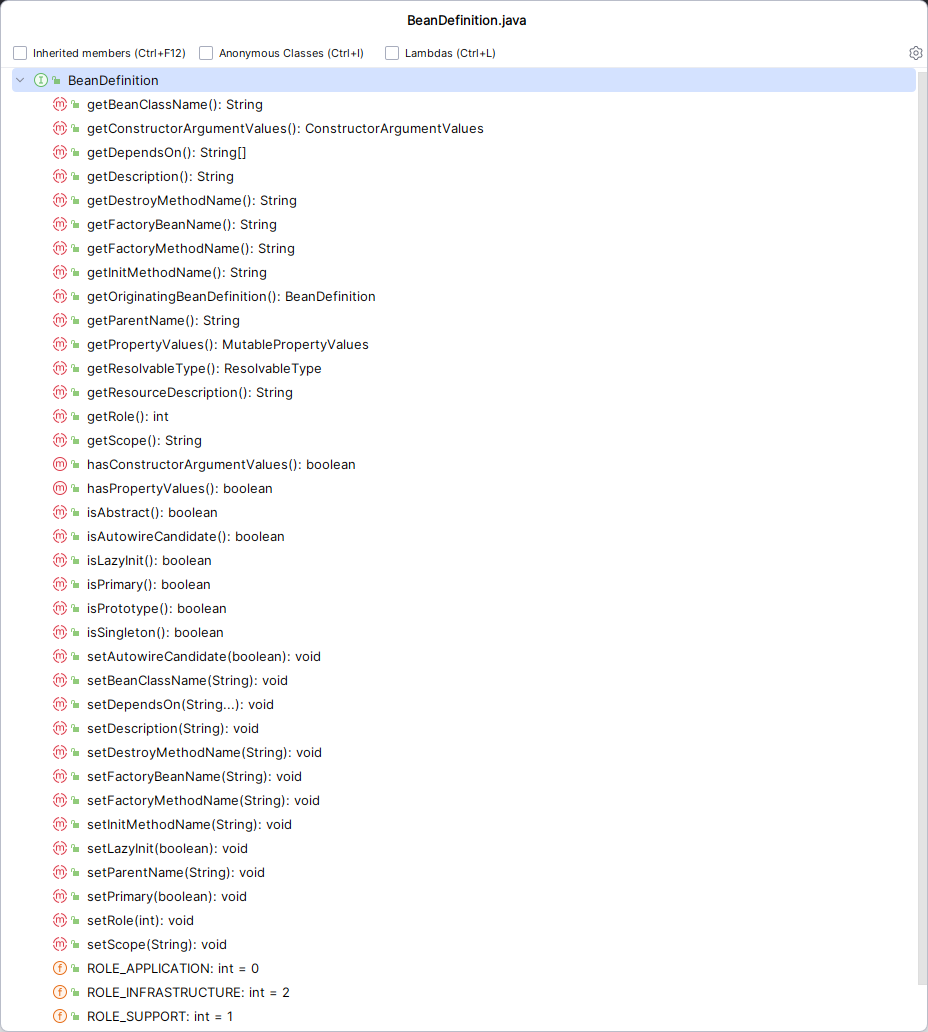 BeanDefinition.java
Inherited members (Ctrl+F12) Anonymous Classes (Ctrl+I) Lambdas (Ctrl+L)
BeanDefinition
getBeanClassName(): String
getConstructorArgumentValues(): ConstructorArgumentValues
getDependsOn(): String[]
getDescription(): String
getDestroyMethodName(): String
getFactoryBeanName(): String
getFactoryMethodName(): String
getInitMethodName(): String
getOriginatingBeanDefinition(): BeanDefinition
getParentName(): String
getPropertyValues(): MutablePropertyValues
getResolvableType(): ResolvableType
getResourceDescription(): String
getRole(): int
getScope(): String
hasConstructorArgumentValues(): boolean
hasPropertyValues(): boolean
isAbstract(): boolean
isAutowireCandidate(): boolean
isLazyInit(): boolean
isPrimary(): boolean
isPrototype(): boolean
isSingleton(): boolean
setAutowireCandidate(boolean): void
setBeanClassName(String): void
setDependsOn(String...): void
setDescription(String): void
setDestroyMethodName(String): void
setFactoryBeanName(String): void
setFactoryMethodName(String): void
setInitMethodName(String): void
setLazyInit(boolean): void
setParentName(String): void
setPrimary(boolean): void
setRole(int): void
setScope(String): void
ROLE_APPLICATION: int = 0
ROLE_INFRASTRUCTURE: int = 2
ROLE_SUPPORT: int = 1